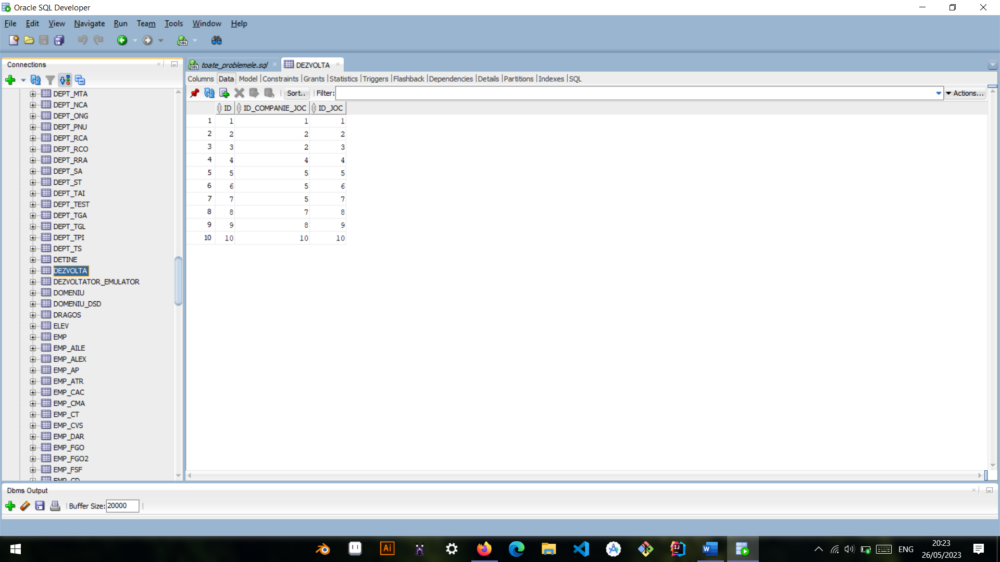 Oracle SQL Developer
File Edit View Navigate Run Team Tools Window Help
Connections
DEPT_MTA
DEPT_NCA
DEPT_ONG
DEPT_PNU
DEPT_RCA
DEPT_RCO
DEPT_RRA
DEPT_SA
DEPT_ST
DEPT_TAI
DEPT_TEST
DEPT_TGA
DEPT_TGL
DEPT_TPI
DEPT_TS
DETINE
DEZVOLTA
DEZVOLTATOR_EMULATOR
DOMENIU
DOMENIU_DSD
DRAGOS
ELEV
EMP
EMP_AILE
EMP_ALEX
EMP_AP
EMP_ATR
EMP_CAC
EMP_CMA
EMP_CT
EMP_CVS
EMP_DAR
EMP_FGO
EMP_FGO2
EMP_FSF
toate_problemele.sql DEZVOLTA
Columns Data Model Constraints Grants Statistics Triggers Flashback Dependencies Details Partitions Indexes SQL
Sort.. Filter: Actions...
ID ID_COMPANIE_JOC ID_JOC
1 1 1 1
2 2 2 2
3 3 2 3
4 4 4 4
5 5 5 5
6 6 5 6
7 7 5 7
8 8 7 8
9 9 8 9
10 10 10 10
Dbms Output
Buffer Size: 20000
ENG
20:23
26/05/2023